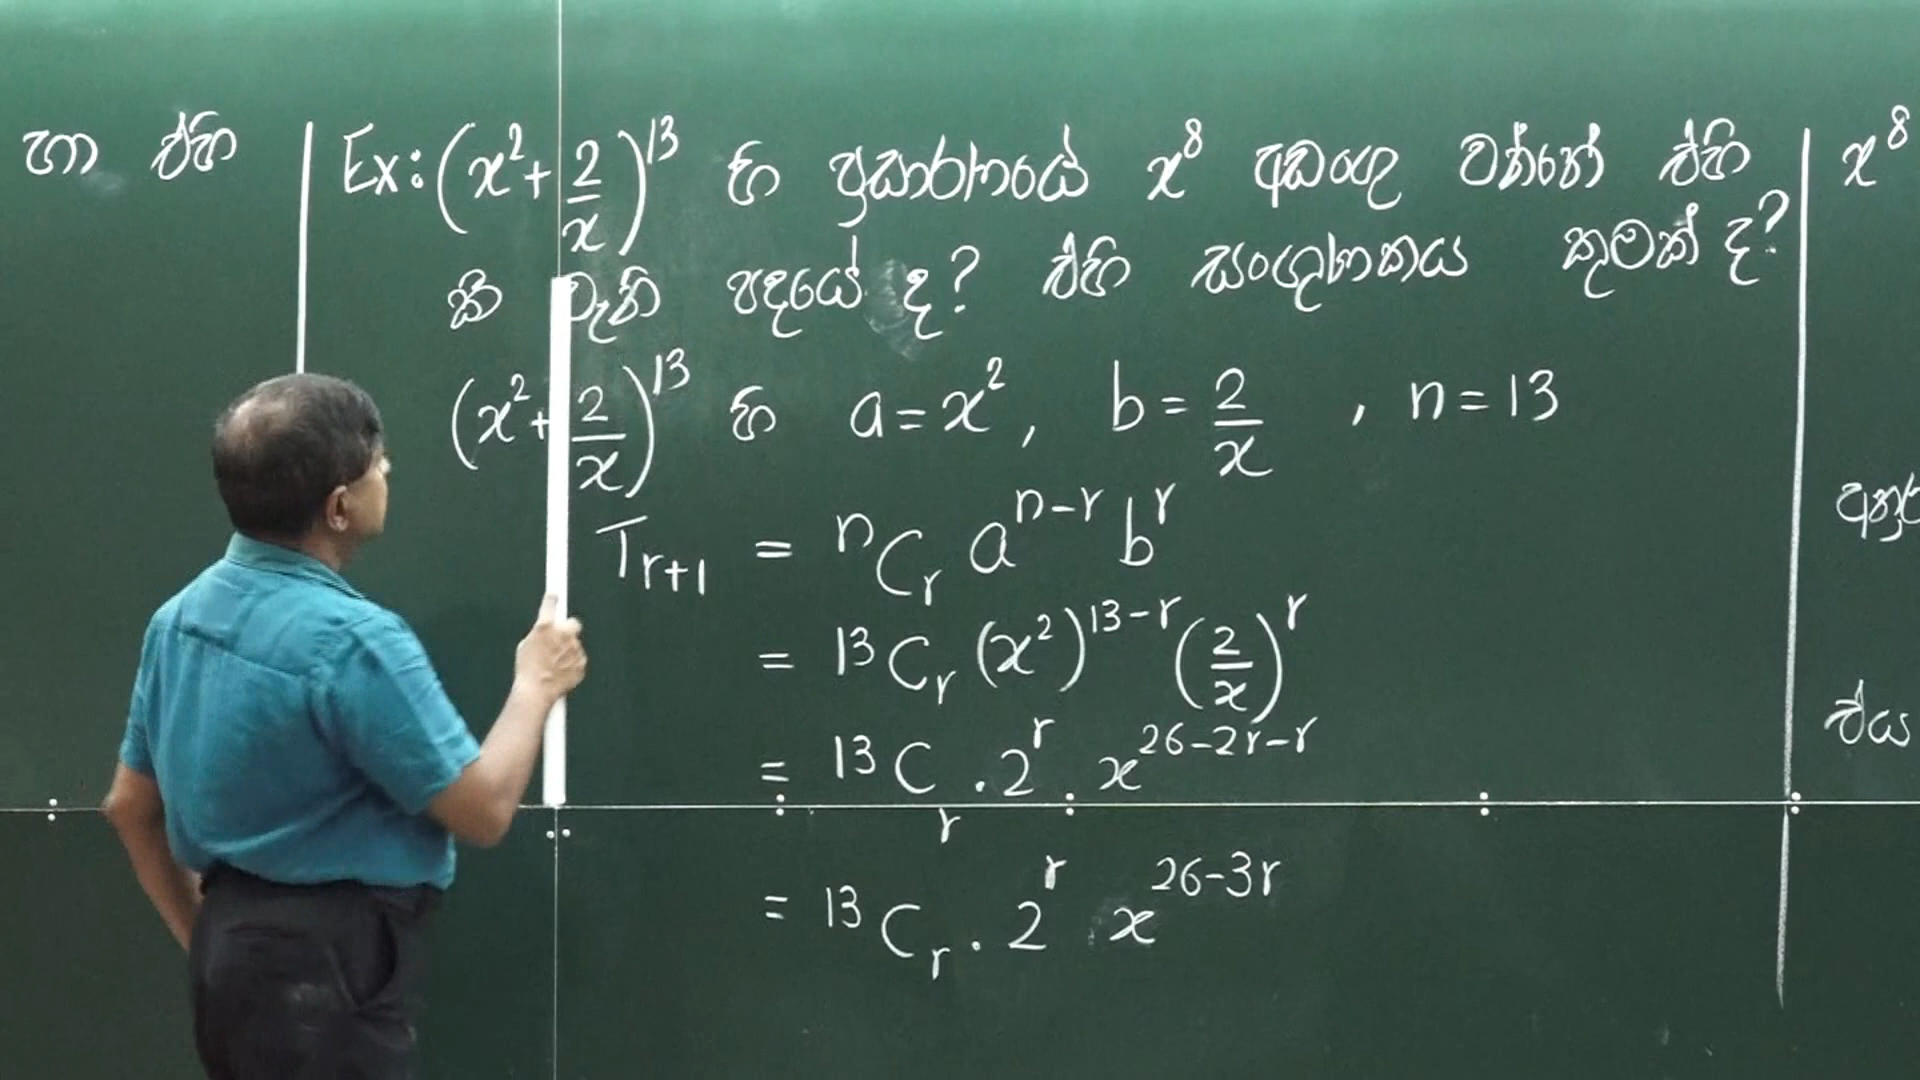 හා එහි
Ex: (x² + 2/x)¹³ හි ප්‍රසාරණයේ x⁸ අඩංගු වන්නේ එහි
කී වැනි පදයේ ද? එහි සංගුණකය කුමක් ද?
(x² + 2/x)¹³ හි a = x², b = 2/x , n = 13
Tᵣ₊₁ = ⁿCᵣ aⁿ⁻ʳ bʳ
= ¹³Cᵣ (x²)¹³⁻ʳ (2/x)ʳ
= ¹³Cᵣ . 2ʳ . x²⁶⁻²ʳ⁻ʳ
= ¹³Cᵣ . 2ʳ x²⁶⁻³ʳ
x⁸
එය